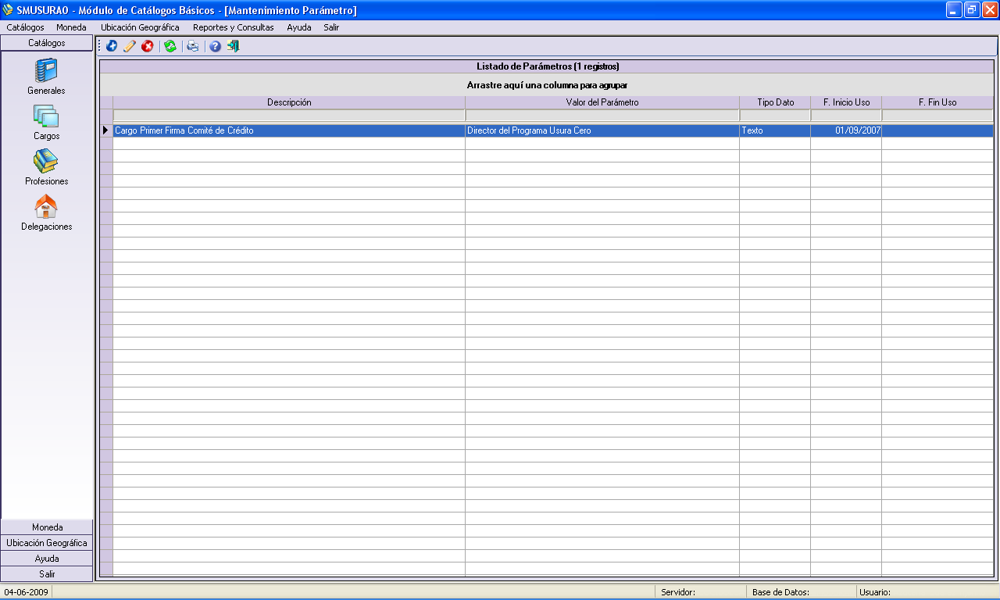 SMUSURA0 - Módulo de Catálogos Básicos - [Mantenimiento Parámetro]
Catálogos Moneda Ubicación Geográfica Reportes y Consultas Ayuda Salir
Catálogos
Generales
Cargos
Profesiones
Delegaciones
Moneda
Ubicación Geográfica
Ayuda
Salir
Listado de Parámetros (1 registros)
Arrastre aquí una columna para agrupar
Descripción Valor del Parámetro Tipo Dato F. Inicio Uso F. Fin Uso
Cargo Primer Firma Comité de Crédito Director del Programa Usura Cero Texto 01/09/2007
04-06-2009 Servidor: Base de Datos: Usuario: